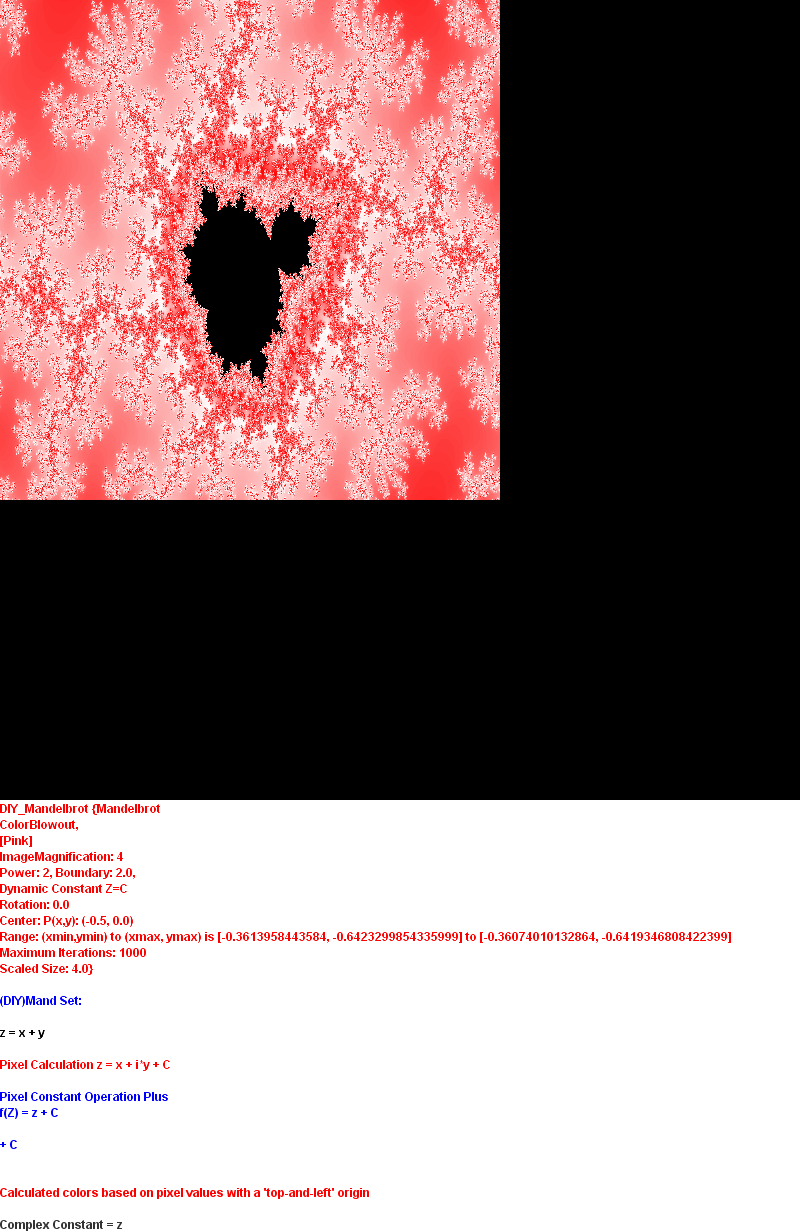 DIY_Mandelbrot {Mandelbrot
ColorBlowout,
[Pink]
ImageMagnification: 4
Power: 2, Boundary: 2.0,
Dynamic Constant Z=C
Rotation: 0.0
Center: P(x,y): (-0.5, 0.0)
Range: (xmin,ymin) to (xmax, ymax) is [-0.3613958443584, -0.6423299854335999] to [-0.36074010132864, -0.6419346808422399]
Maximum Iterations: 1000
Scaled Size: 4.0}
(DIY)Mand Set:
z = x + y
Pixel Calculation z = x + i*y + C
Pixel Constant Operation Plus
f(Z) = z + C
+ C
Calculated colors based on pixel values with a 'top-and-left' origin
Complex Constant = z